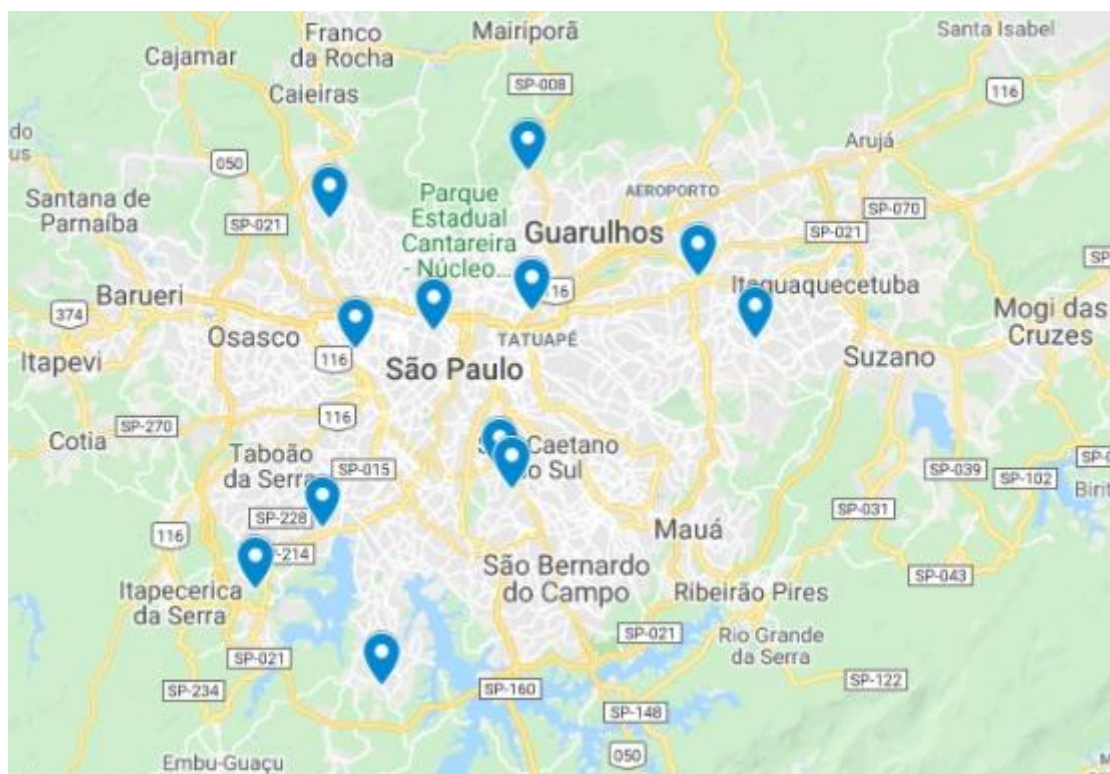 Franco
da Rocha
Mairiporã
Santa Isabel
Cajamar
SP-008
116
Caieiras
do
us
Arujá
050
Santana de
Parnaíba
Parque
Estadual
Cantareira
- Núcleo...
AEROPORTO
SP-070
SP-021
Guarulhos
SP-021
SP-
Barueri
16
Itaquaquecetuba
374
Osasco
TATUAPÉ
Mogi das
Cruzes
Itapevi
116
São Paulo
Suzano
116
SP-270
Cotia
Taboão
da Serra
SP-015
Caetano
o Sul
SP-039
SP-102
SP-0
Birit
SP-228
SP-031
116
P-214
Mauá
Itapecerica
da Serra
São Bernardo
do Campo
SP-043
Ribeirão Pires
SP-021
Rio Grande
da Serra
SP-021
SP-234
SP-160
SP-122
SP-148
050
Embu-Guaçu